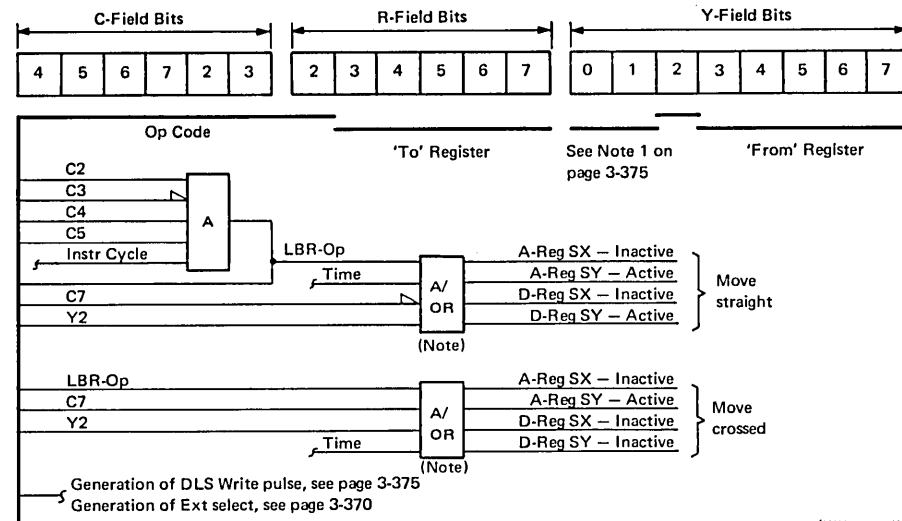 C-Field Bits R-Field Bits Y-Field Bits
4 5 6 7 2 3 2 3 4 5 6 7 0 1 2 3 4 5 6 7
Op Code
'To' Register
See Note 1 on
page 3-375
'From' Register
C2
C3
C4
C5
Instr Cycle
A
LBR-Op
Time
C7
Y2
A/
OR
(Note)
A-Reg SX — Inactive
A-Reg SY — Active
D-Reg SX — Inactive
D-Reg SY — Active
Move
straight
LBR-Op
C7
Y2
Time
A/
OR
(Note)
A-Reg SX — Inactive
A-Reg SY — Active
D-Reg SX — Inactive
D-Reg SY — Inactive
Move
crossed
Generation of DLS Write pulse, see page 3-375
Generation of Ext select, see page 3-370